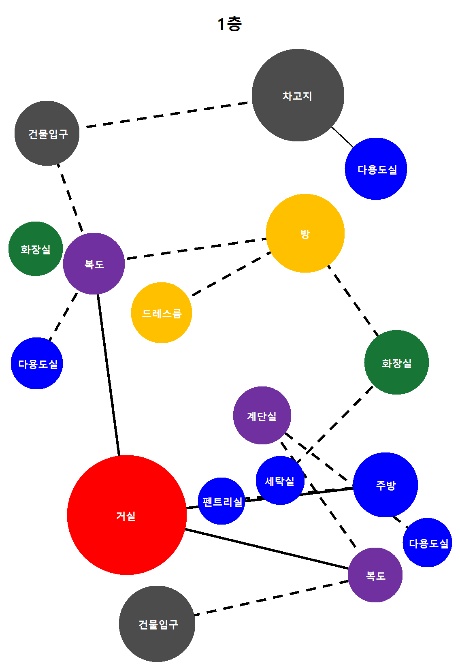 1층
차고지
건물입구
다용도실
방
화장실
복도
드레스룸
다용도실
화장실
계단실
세탁실
주방
펜트리실
거실
다용도실
복도
건물입구